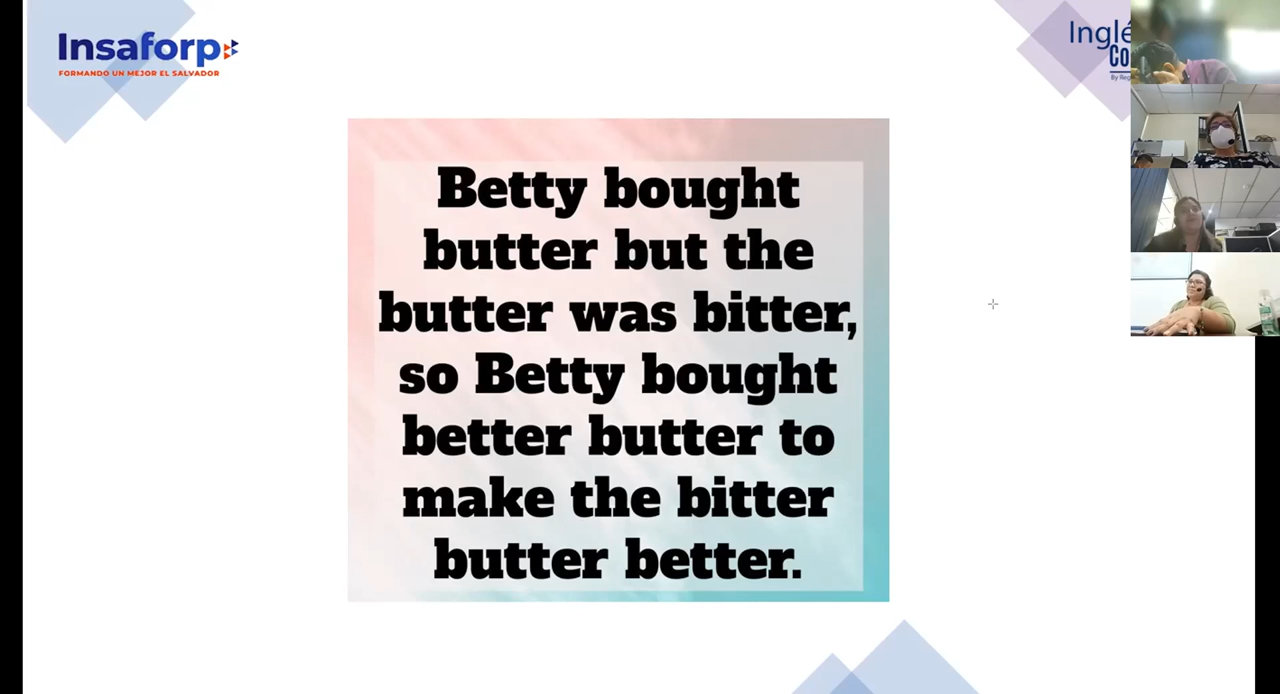 Insaforp
FORMANDO UN MEJOR EL SALVADOR
Betty bought
butter but the
butter was bitter,
so Betty bought
better butter to
make the bitter
butter better.